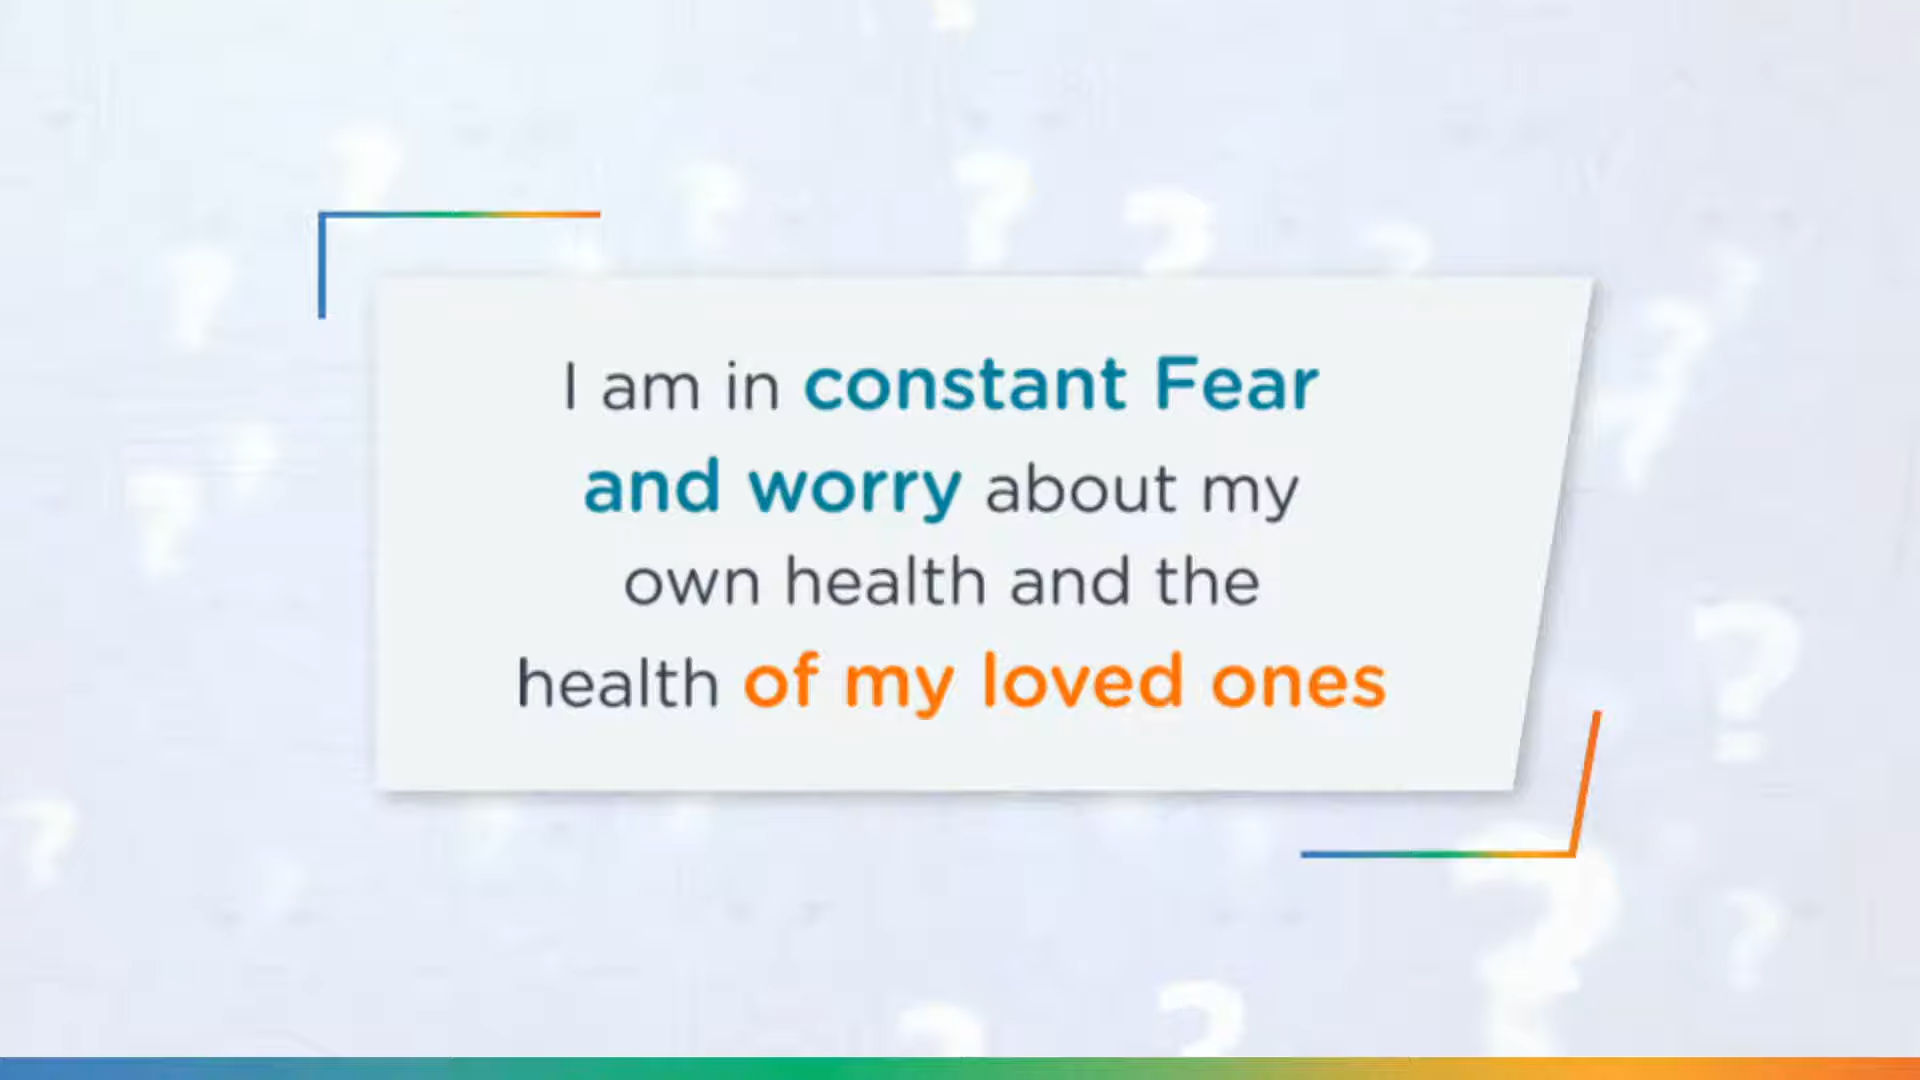 I am in constant Fear
and worry about my
own health and the
health of my loved ones